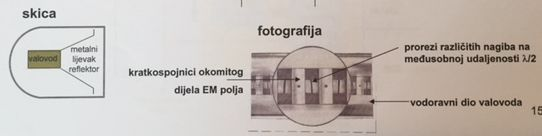 skica
fotografija
valovod
metalni
lijevak
reflektor
kratkospojnici okomitog
dijela EM polja
prorezi različitih nagiba na
međusobnoj udaljenosti λ/2
vodoravni dio valovoda
15